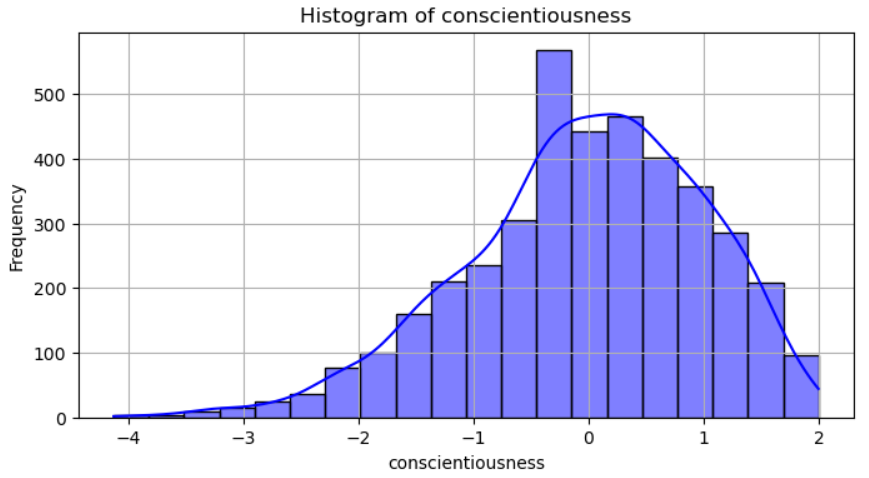 Histogram of conscientiousness
500
400
300
200
100
0
Frequency
−4 −3 −2 −1 0 1 2
conscientiousness